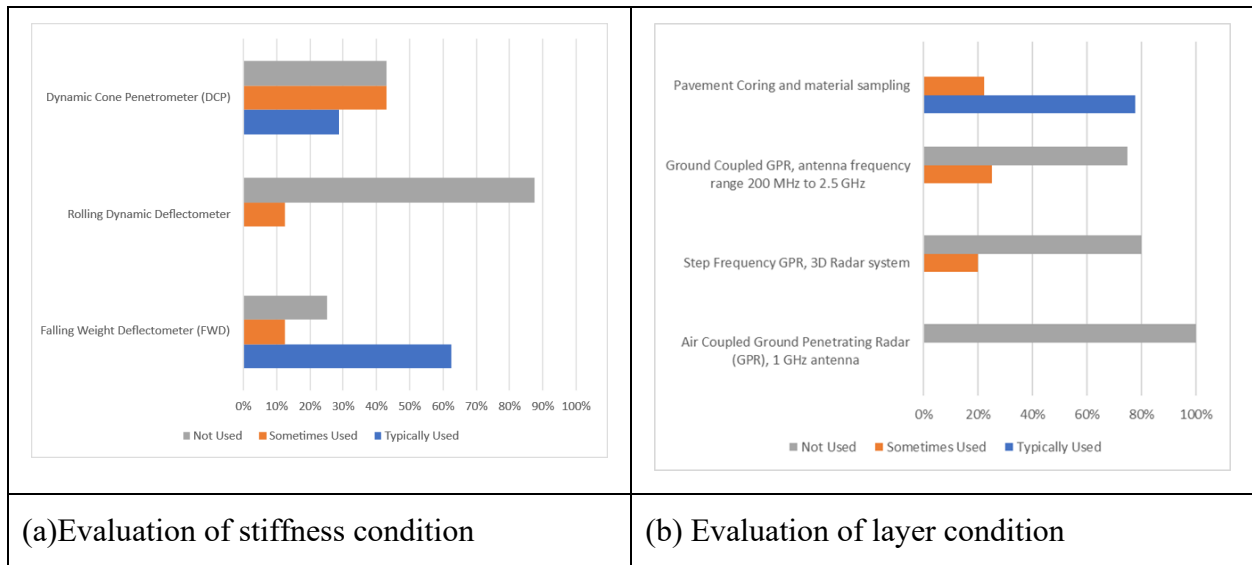 Dynamic Cone Penetrometer (DCP)
Rolling Dynamic Deflectometer
Falling Weight Deflectometer (FWD)
0% 10% 20% 30% 40% 50% 60% 70% 80% 90% 100%
Not Used Sometimes Used Typically Used
Pavement Coring and material sampling
Ground Coupled GPR, antenna frequency
range 200 MHz to 2.5 GHz
Step Frequency GPR, 3D Radar system
Air Coupled Ground Penetrating Radar
(GPR), 1 GHz antenna
0% 20% 40% 60% 80% 100%
Not Used Sometimes Used Typically Used
(a)Evaluation of stiffness condition
(b) Evaluation of layer condition